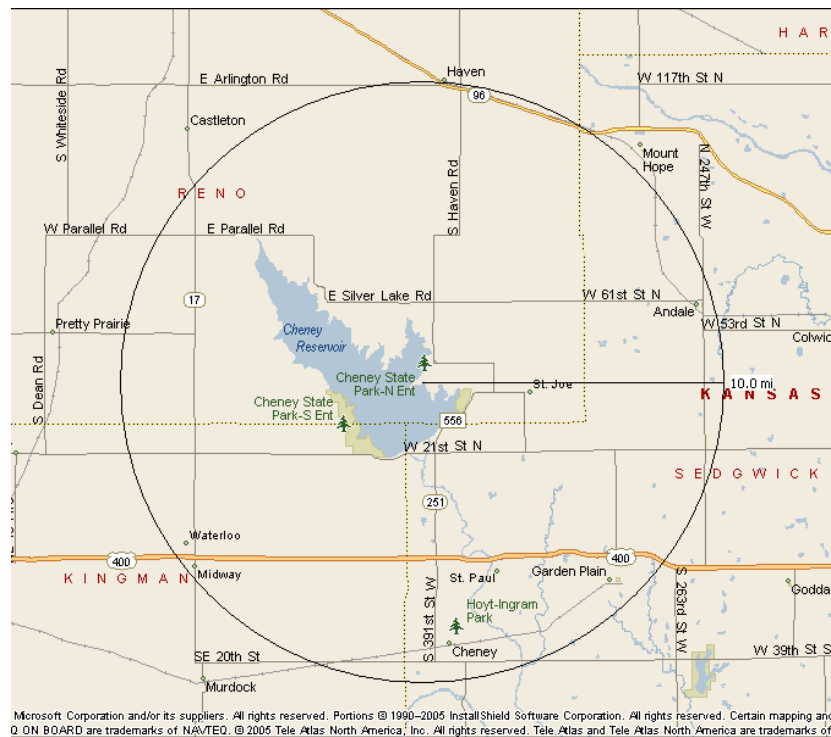 H A R
Haven
E Arlington Rd
W 117th St N
S Whiteside Rd
96
Castleton
Mount
Hope
N 247th St W
R E N O
S Haven Rd
W Parallel Rd
E Parallel Rd
17
E Silver Lake Rd
W 61st St N
Andale
Pretty Prairie
Cheney
Reservoir
W 53rd St N
Colwic
S Dean Rd
Cheney State
Park-N Ent
St. Joe
10.0 mi
K A N S A S
Cheney State
Park-S Ent
556
W 21st St N
S E D G W I C K
251
Waterloo
400
400
K I N G M A N
Midway
St. Paul
Garden Plain
Godda
Hoyt-Ingram
Park
S 391st St W
S 263rd St W
Cheney
SE 20th St
W 39th St N
Murdock
Microsoft Corporation and/or its suppliers. All rights reserved. Portions © 1990–2005 InstallShield Software Corporation. All rights reserved. Certain mapping and
Q ON BOARD are trademarks of NAVTEQ. © 2005 Tele Atlas North America, Inc. All rights reserved. Tele Atlas and Tele Atlas North America are trademarks of